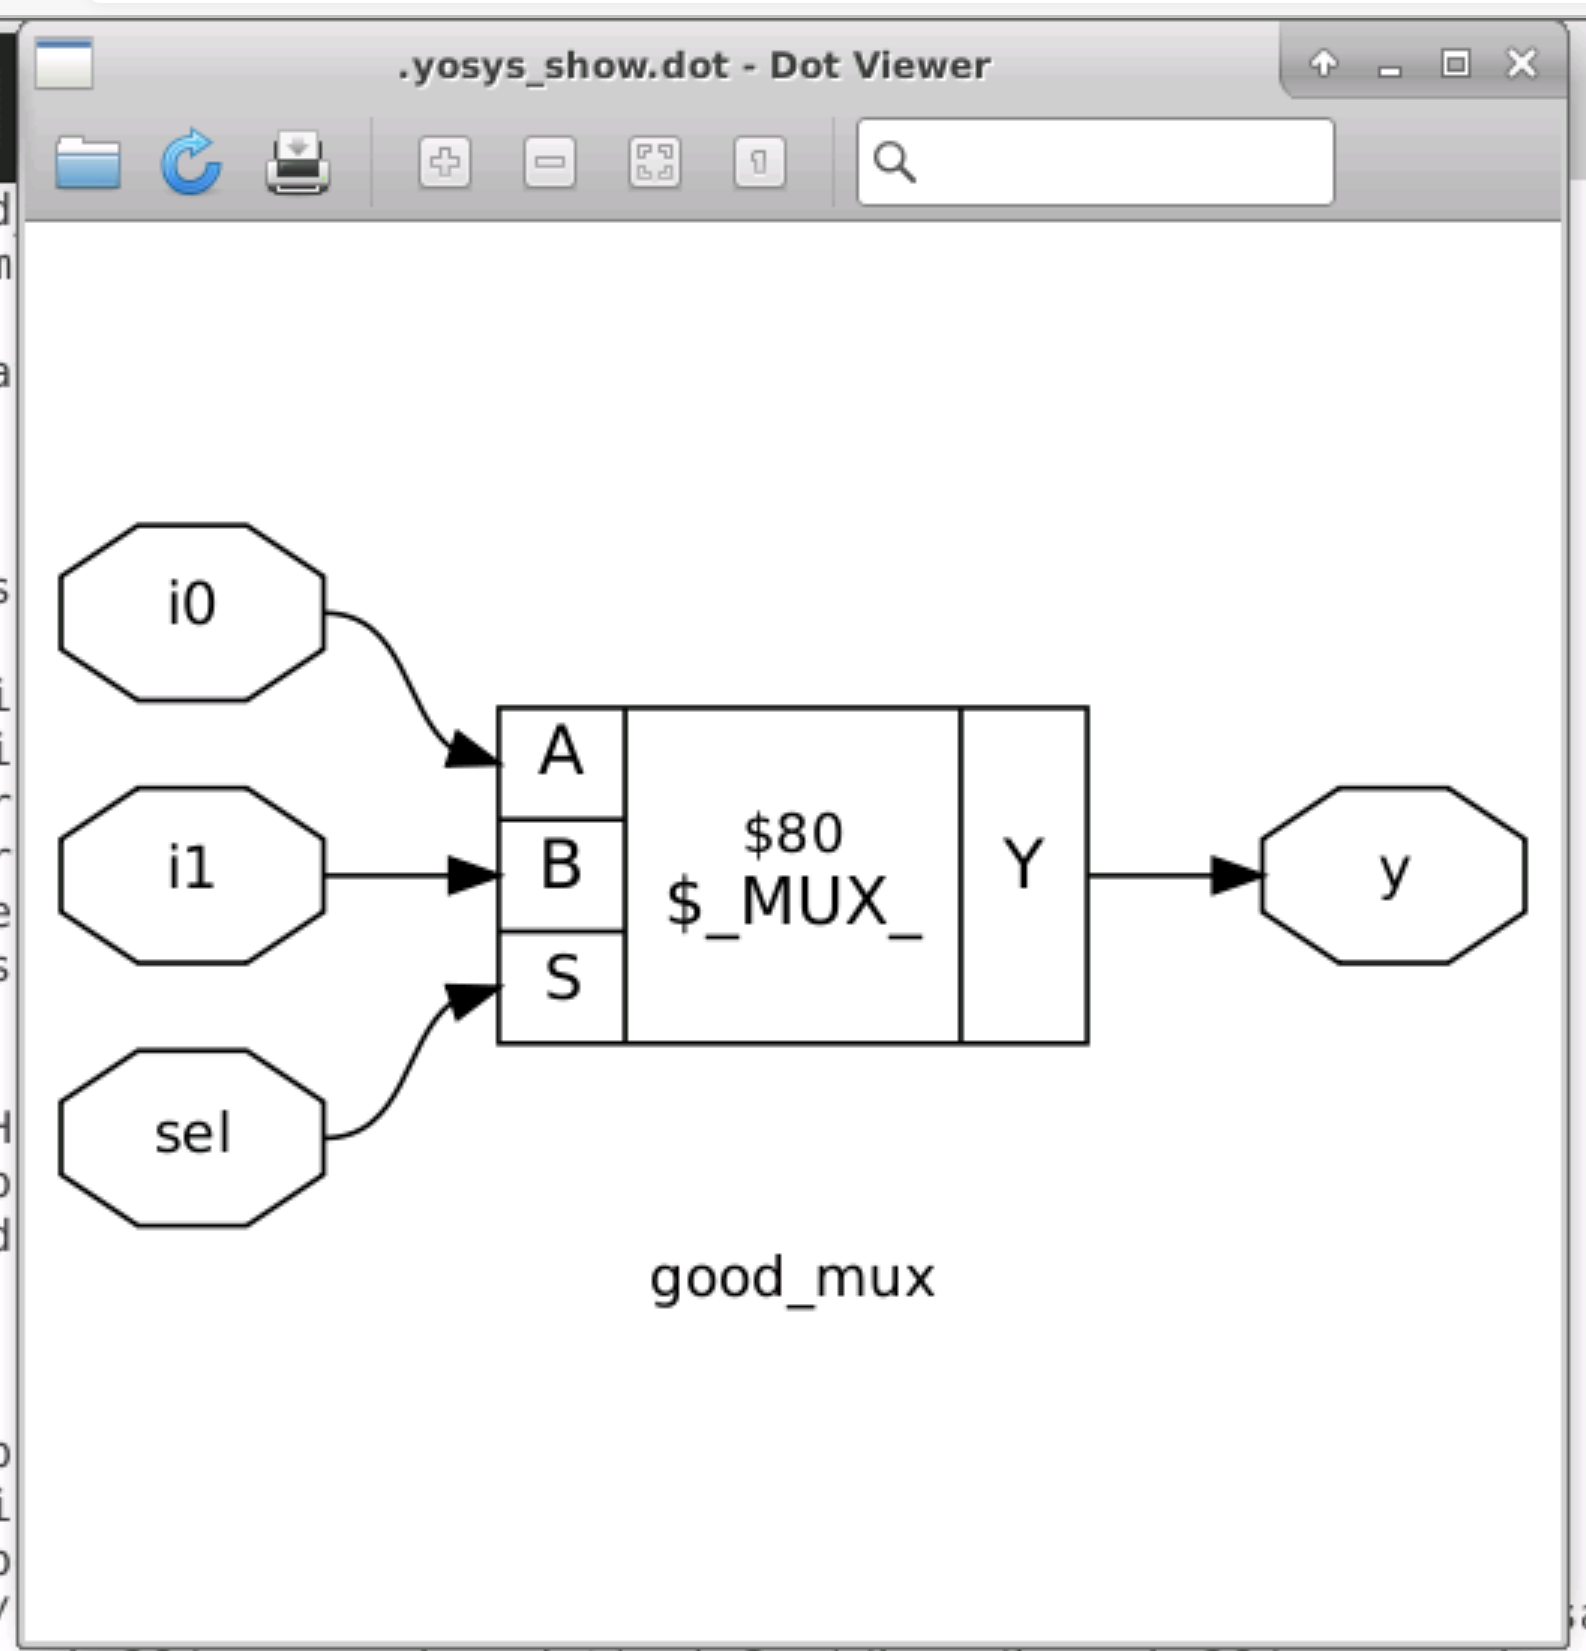 .yosys_show.dot - Dot Viewer
i0
i1
sel
A
B
S
$80
$_MUX_
Y
y
good_mux